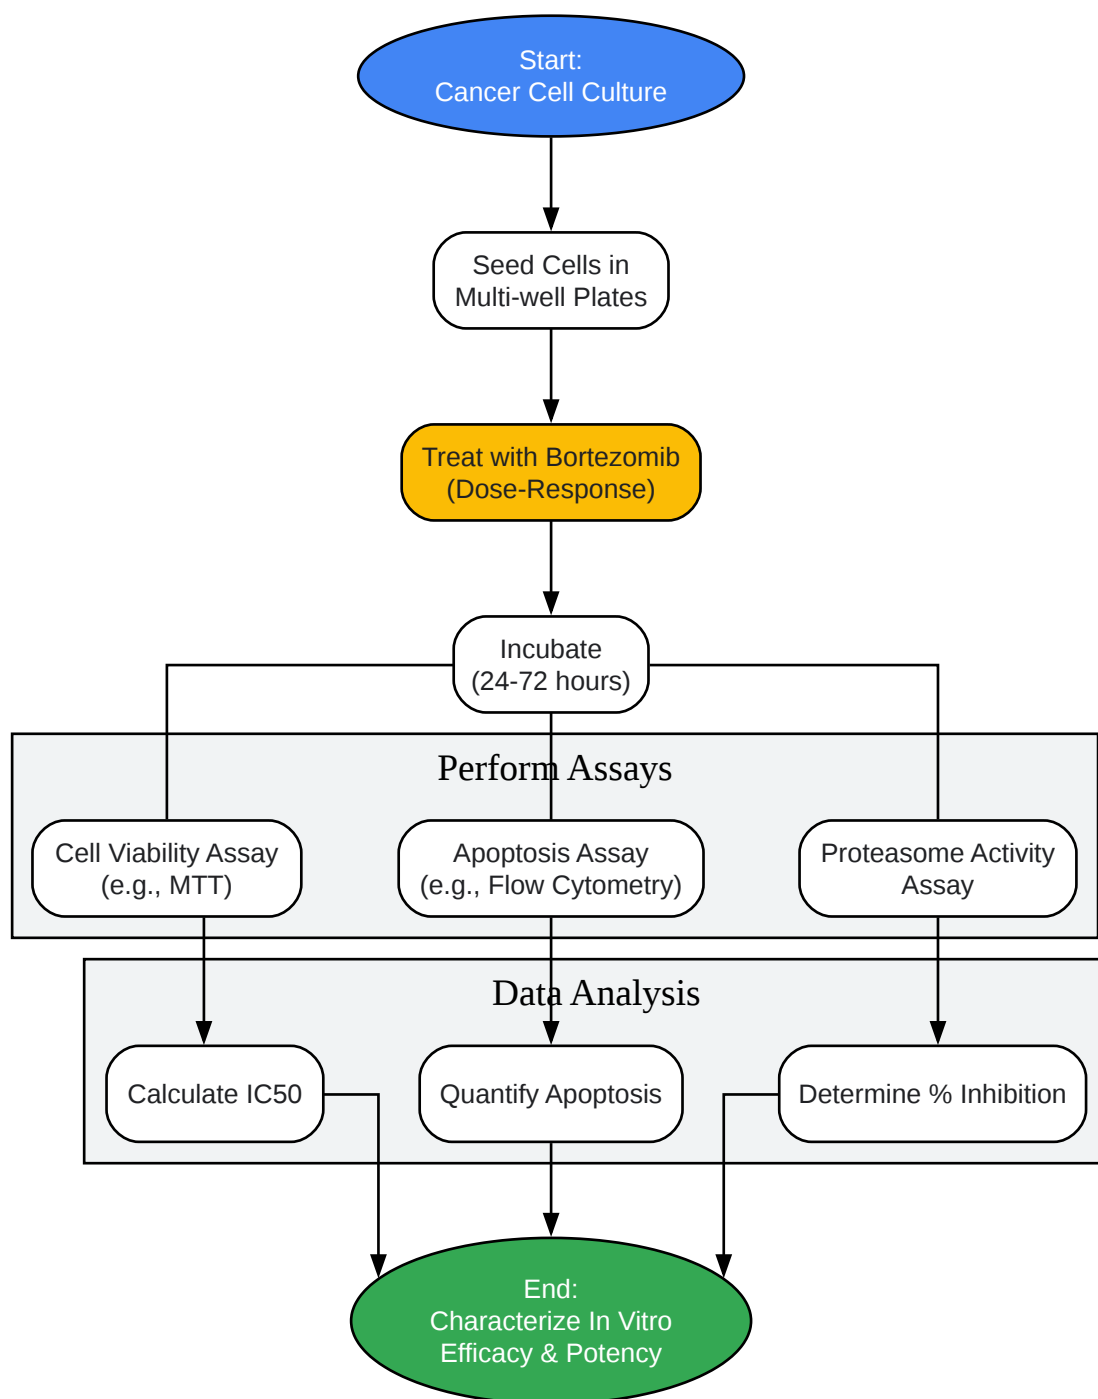 Start:
Cancer Cell Culture
Seed Cells in
Multi-well Plates
Treat with Bortezomib
(Dose-Response)
Incubate
(24-72 hours)
Perform Assays
Cell Viability Assay
(e.g., MTT)
Apoptosis Assay
(e.g., Flow Cytometry)
Proteasome Activity
Assay
Data Analysis
Calculate IC50
Quantify Apoptosis
Determine % Inhibition
End:
Characterize In Vitro
Efficacy & Potency